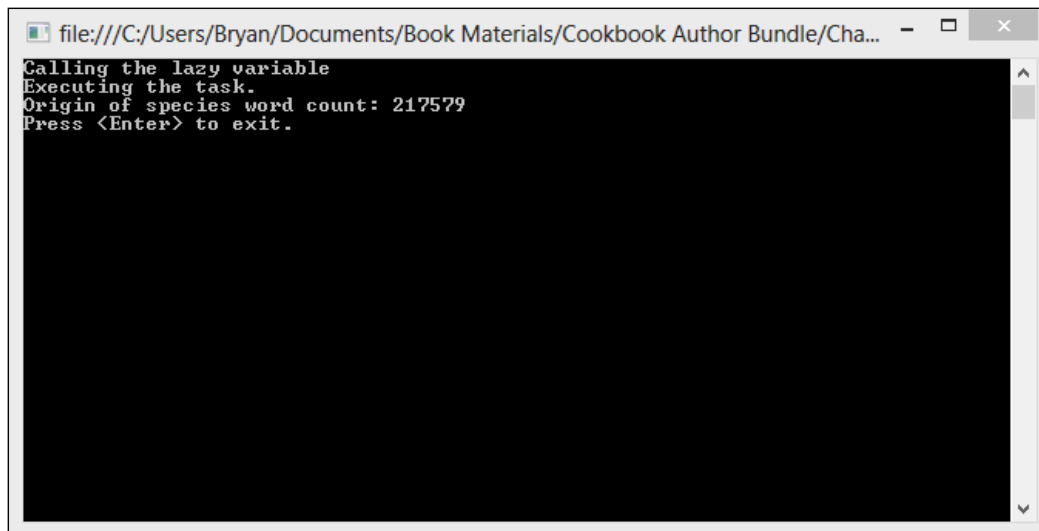 file:///C:/Users/Bryan/Documents/Book Materials/Cookbook Author Bundle/Cha...
Calling the lazy variable
Executing the task.
Origin of species word count: 217579
Press <Enter> to exit.